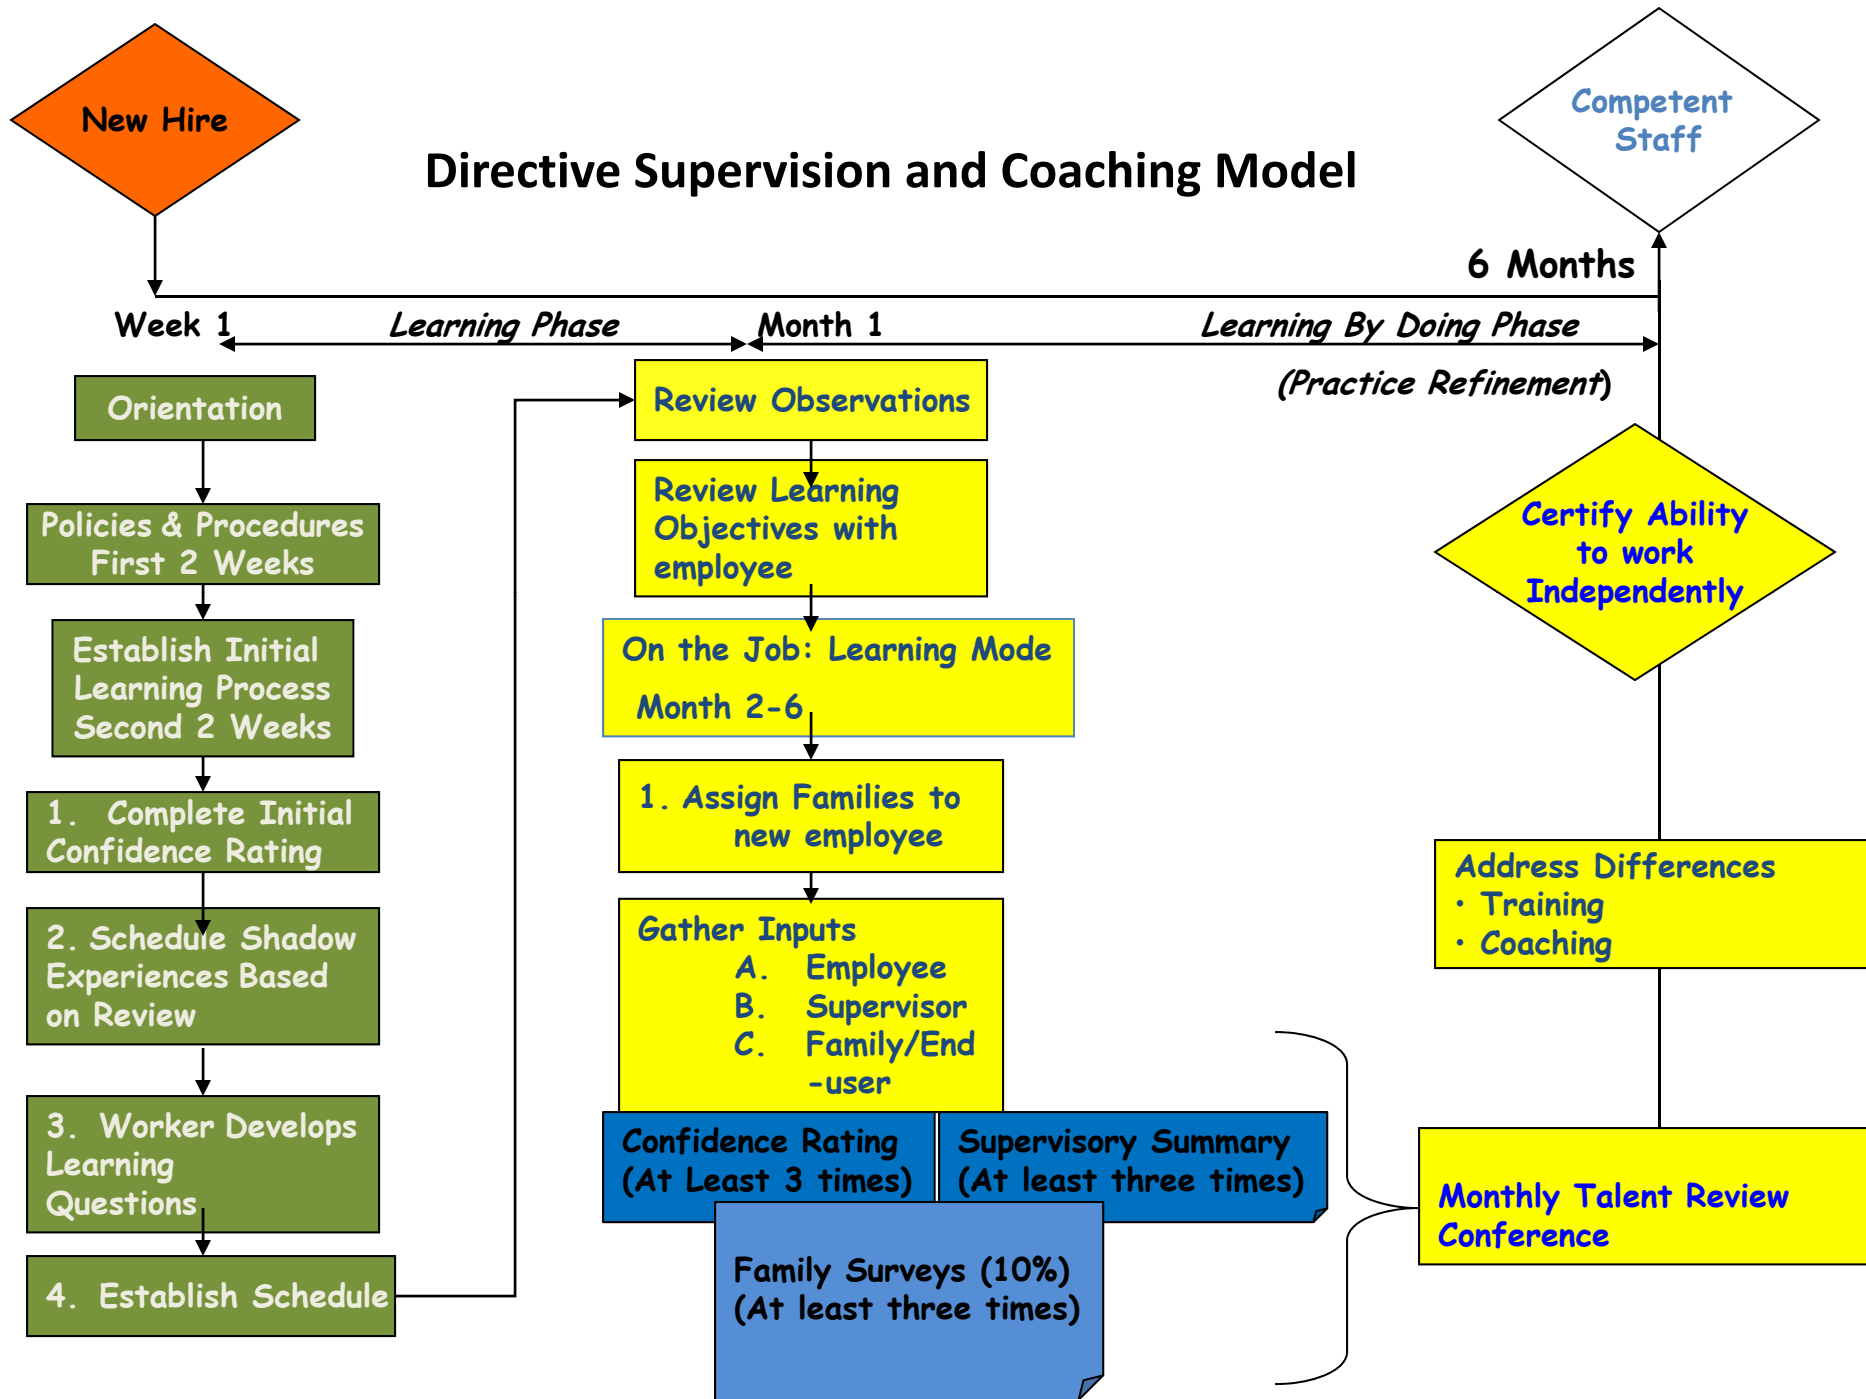 New Hire
Competent
Staff
Directive Supervision and Coaching Model
6 Months
Week 1
Learning Phase
Month 1
Learning By Doing Phase
(Practice Refinement)
Orientation
Policies & Procedures
First 2 Weeks
Establish Initial
Learning Process
Second 2 Weeks
1. Complete Initial
Confidence Rating
2. Schedule Shadow
Experiences Based
on Review
3. Worker Develops
Learning
Questions
4. Establish Schedule
Review Observations
Review Learning
Objectives with
employee
On the Job: Learning Mode
Month 2-6
1. Assign Families to
new employee
Gather Inputs
A. Employee
B. Supervisor
C. Family/End
-user
Confidence Rating
(At Least 3 times)
Supervisory Summary
(At least three times)
Family Surveys (10%)
(At least three times)
Certify Ability
to work
Independently
Address Differences
• Training
• Coaching
Monthly Talent Review
Conference